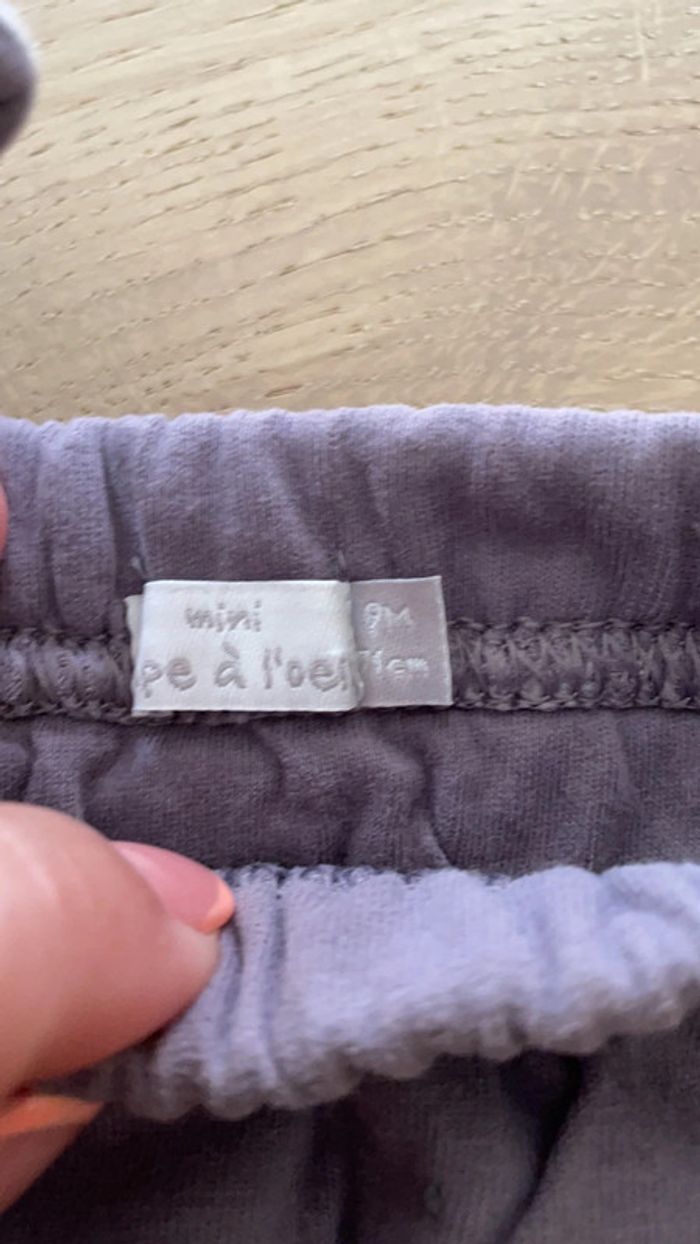 mini
pe à l'oei
9M
71cm